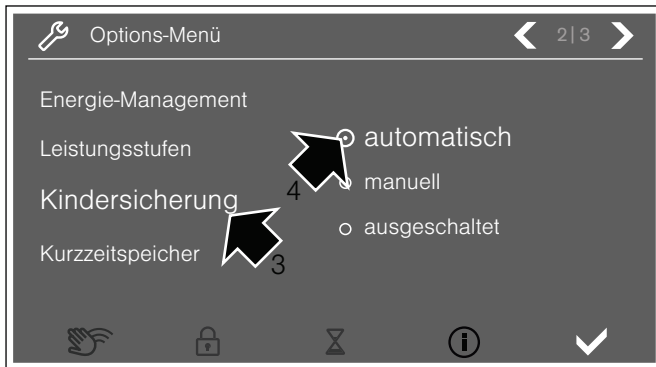 Options-Menü
2|3
Energie-Management
Leistungsstufen
Kindersicherung
Kurzzeitspeicher
automatisch
manuell
ausgeschaltet
4
3